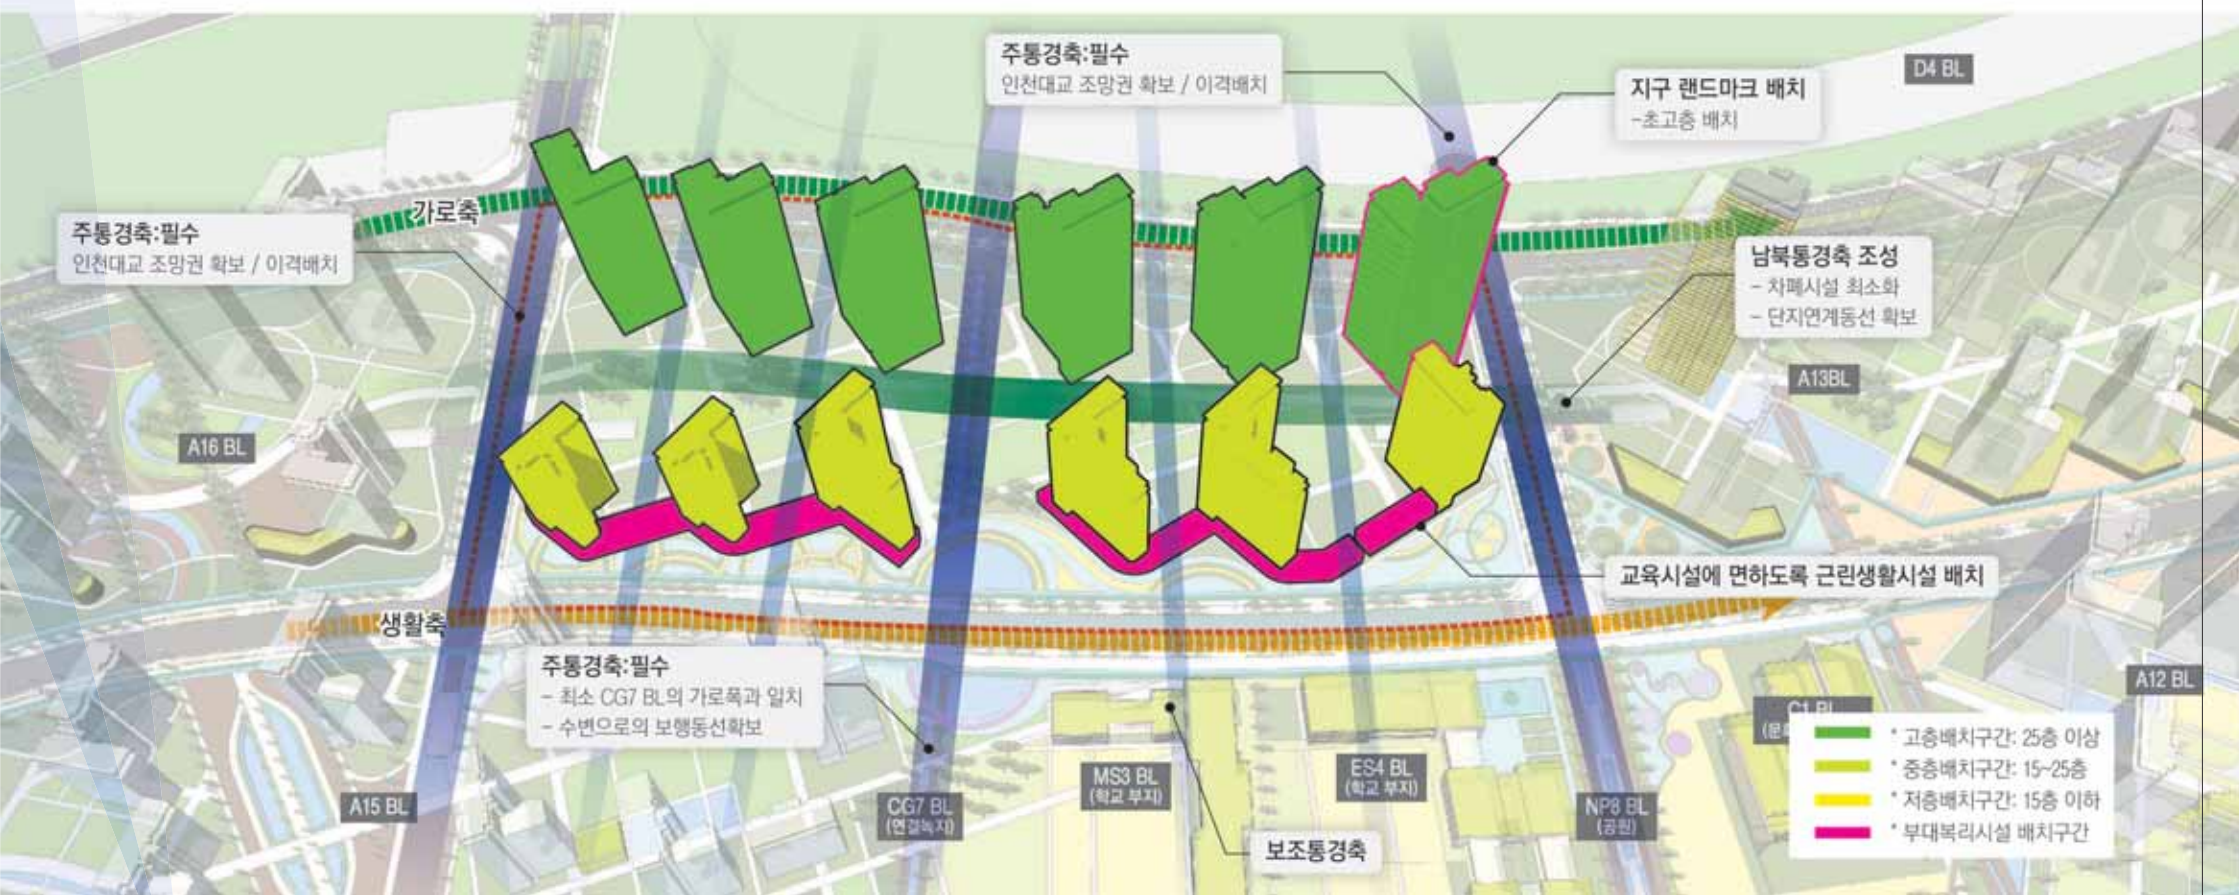 주통경축:필수
인천대교 조망권 확보 / 이격배치
D4 BL
지구 랜드마크 배치
-초고층 배치
가로축
주통경축:필수
인천대교 조망권 확보 / 이격배치
남북통경축 조성
- 차폐시설 최소화
- 단지연계동선 확보
A13BL
A16 BL
교육시설에 면하도록 근린생활시설 배치
생활축
주통경축:필수
- 최소 CG7 BL의 가로폭과 일치
- 수변으로의 보행동선확보
A12 BL
C1 BL
* 고층배치구간: 25층 이상
* 중층배치구간: 15~25층
* 저층배치구간: 15층 이하
* 부대복리시설 배치구간
MS3 BL
(학교 부지)
ES4 BL
(학교 부지)
A15 BL
CG7 BL
(연결녹지)
NP8 BL
(공원)
보조통경축